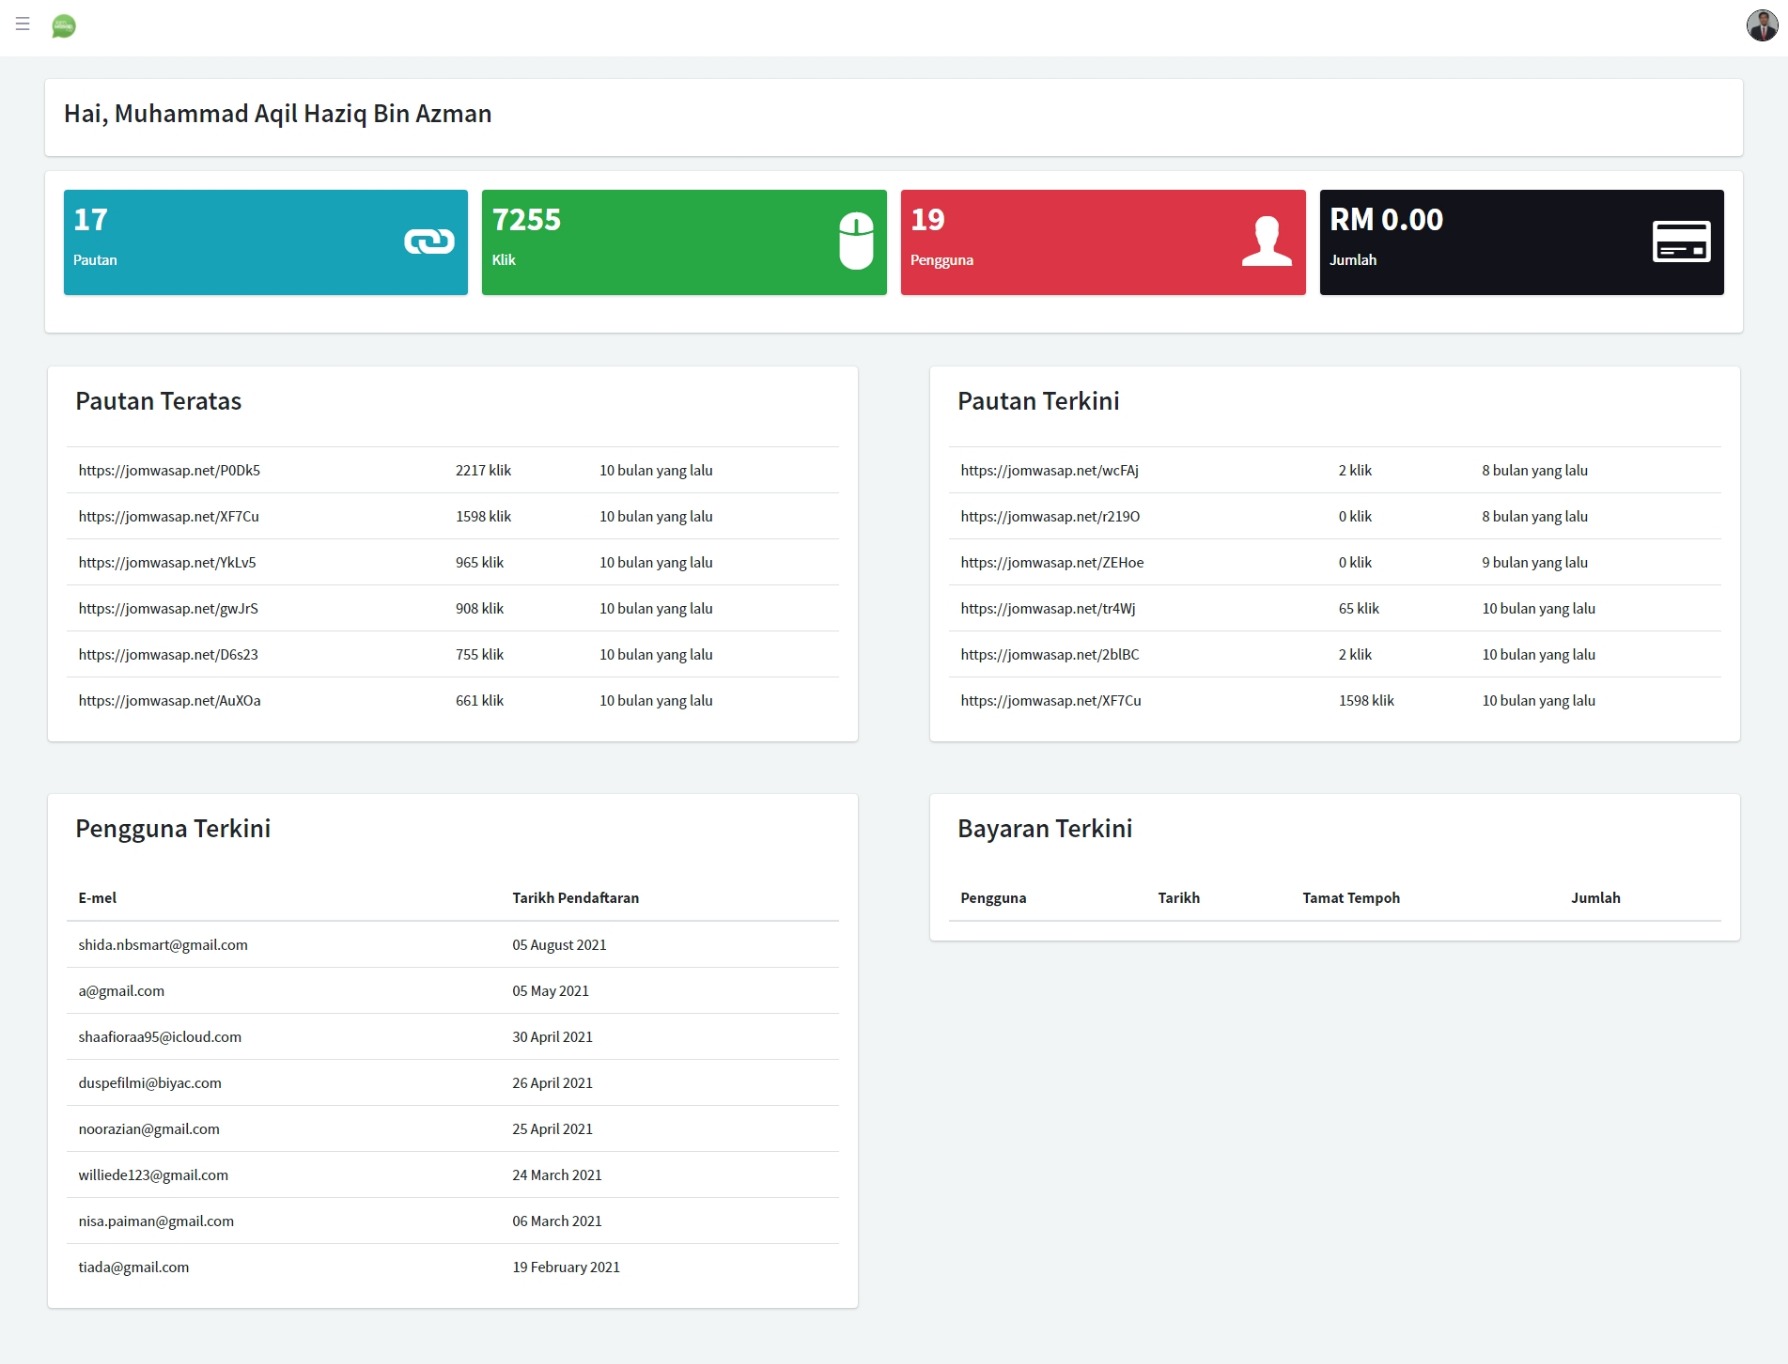 Hai, Muhammad Aqil Haziq Bin Azman
17
Pautan
7255
Klik
19
Pengguna
RM 0.00
Jumlah
Pautan Teratas
https://jomwasap.net/P0Dk5 2217 klik 10 bulan yang lalu
https://jomwasap.net/XF7Cu 1598 klik 10 bulan yang lalu
https://jomwasap.net/YkLv5 965 klik 10 bulan yang lalu
https://jomwasap.net/gwJrS 908 klik 10 bulan yang lalu
https://jomwasap.net/D6s23 755 klik 10 bulan yang lalu
https://jomwasap.net/AuXOa 661 klik 10 bulan yang lalu
Pautan Terkini
https://jomwasap.net/wcFAj 2 klik 8 bulan yang lalu
https://jomwasap.net/r219O 0 klik 8 bulan yang lalu
https://jomwasap.net/ZEHoe 0 klik 9 bulan yang lalu
https://jomwasap.net/tr4Wj 65 klik 10 bulan yang lalu
https://jomwasap.net/2blBC 2 klik 10 bulan yang lalu
https://jomwasap.net/XF7Cu 1598 klik 10 bulan yang lalu
Pengguna Terkini
E-mel Tarikh Pendaftaran
shida.nbsmart@gmail.com 05 August 2021
a@gmail.com 05 May 2021
shaafioraa95@icloud.com 30 April 2021
duspefilmi@biyac.com 26 April 2021
noorazian@gmail.com 25 April 2021
williede123@gmail.com 24 March 2021
nisa.paiman@gmail.com 06 March 2021
tiada@gmail.com 19 February 2021
Bayaran Terkini
Pengguna Tarikh Tamat Tempoh Jumlah